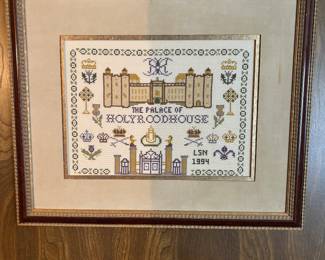 THE PALACE OF
HOLYROODHOUSE
LSN
1994